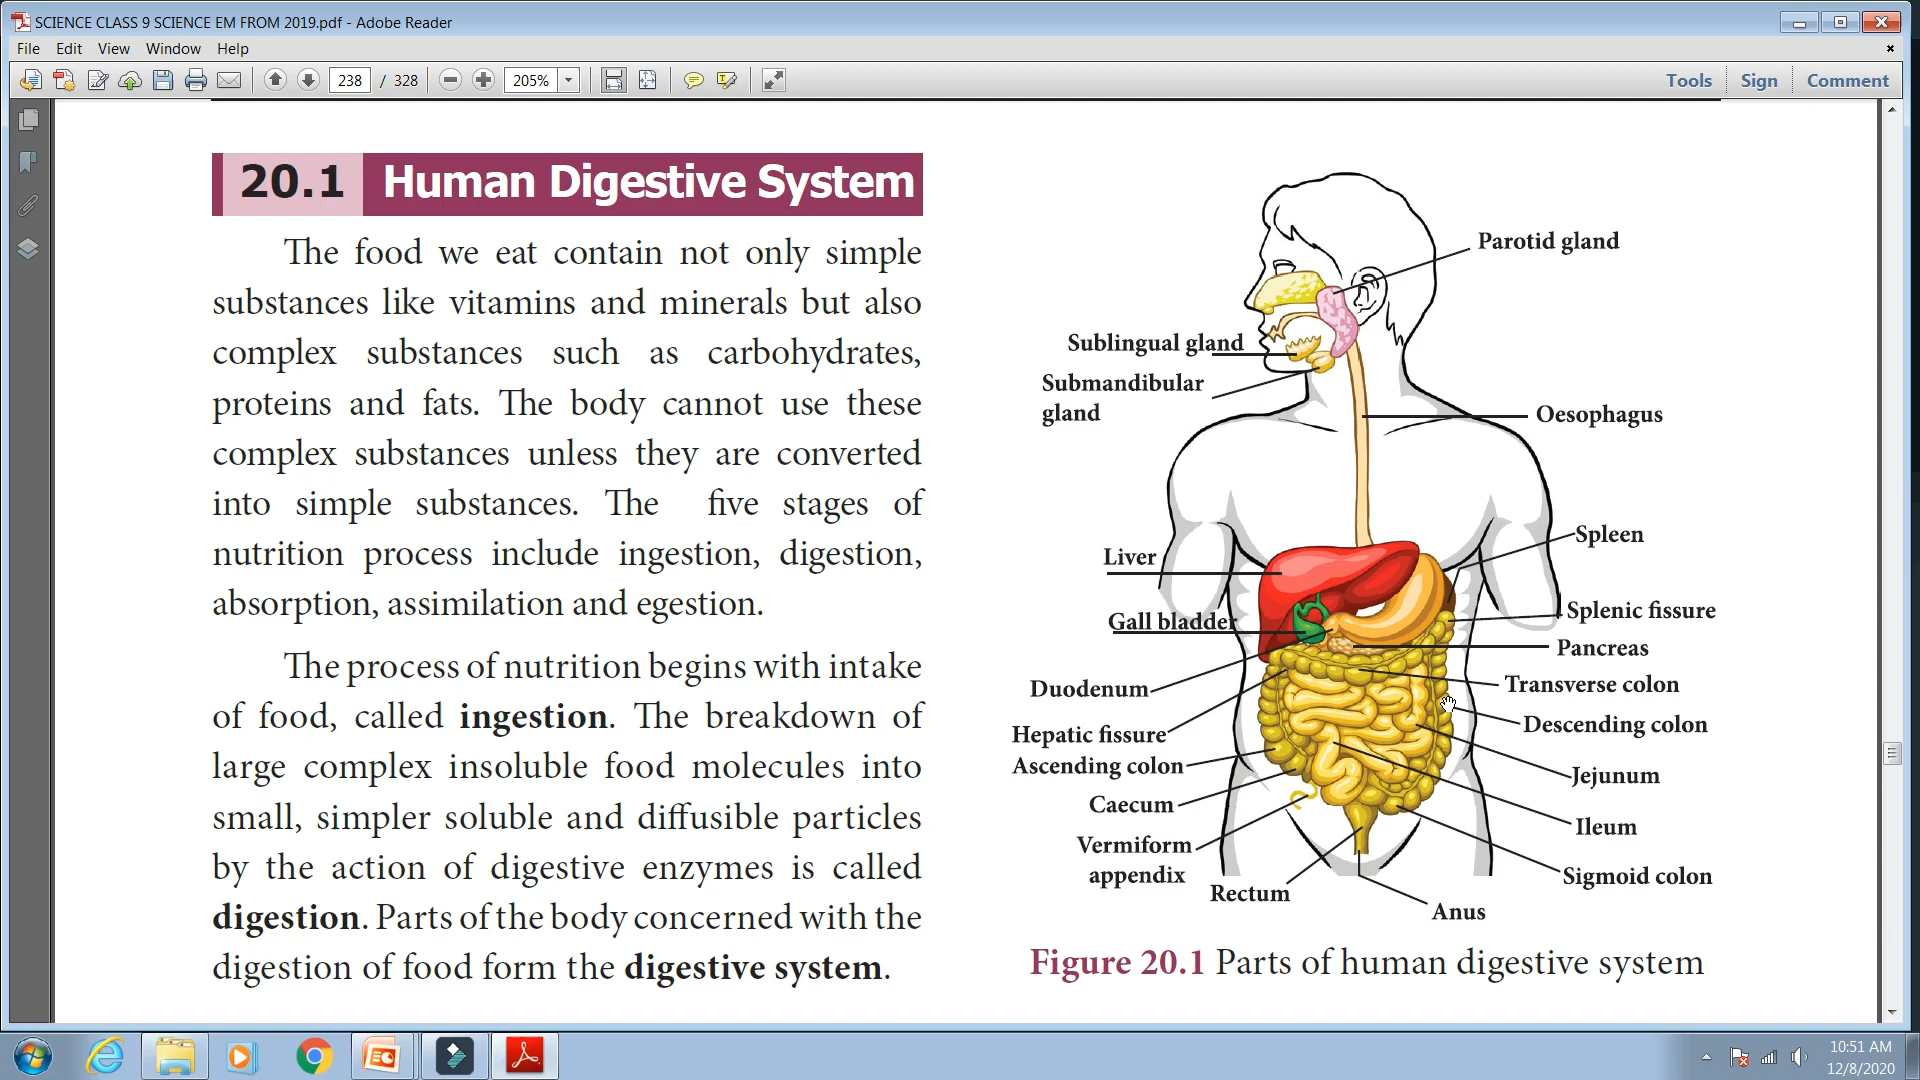 SCIENCE CLASS 9 SCIENCE EM FROM 2019.pdf - Adobe Reader
File Edit View Window Help
238 / 328 205% Tools Sign Comment
20.1 Human Digestive System
The food we eat contain not only simple
substances like vitamins and minerals but also
complex substances such as carbohydrates,
proteins and fats. The body cannot use these
complex substances unless they are converted
into simple substances. The five stages of
nutrition process include ingestion, digestion,
absorption, assimilation and egestion.
The process of nutrition begins with intake
of food, called ingestion. The breakdown of
large complex insoluble food molecules into
small, simpler soluble and diffusible particles
by the action of digestive enzymes is called
digestion. Parts of the body concerned with the
digestion of food form the digestive system.
Parotid gland
Sublingual gland
Submandibular
gland
Oesophagus
Spleen
Liver
Splenic fissure
Gall bladder
Pancreas
Duodenum
Transverse colon
Descending colon
Hepatic fissure
Ascending colon
Jejunum
Caecum
Ileum
Vermiform
appendix
Sigmoid colon
Rectum
Anus
Figure 20.1 Parts of human digestive system
10:51 AM
12/8/2020